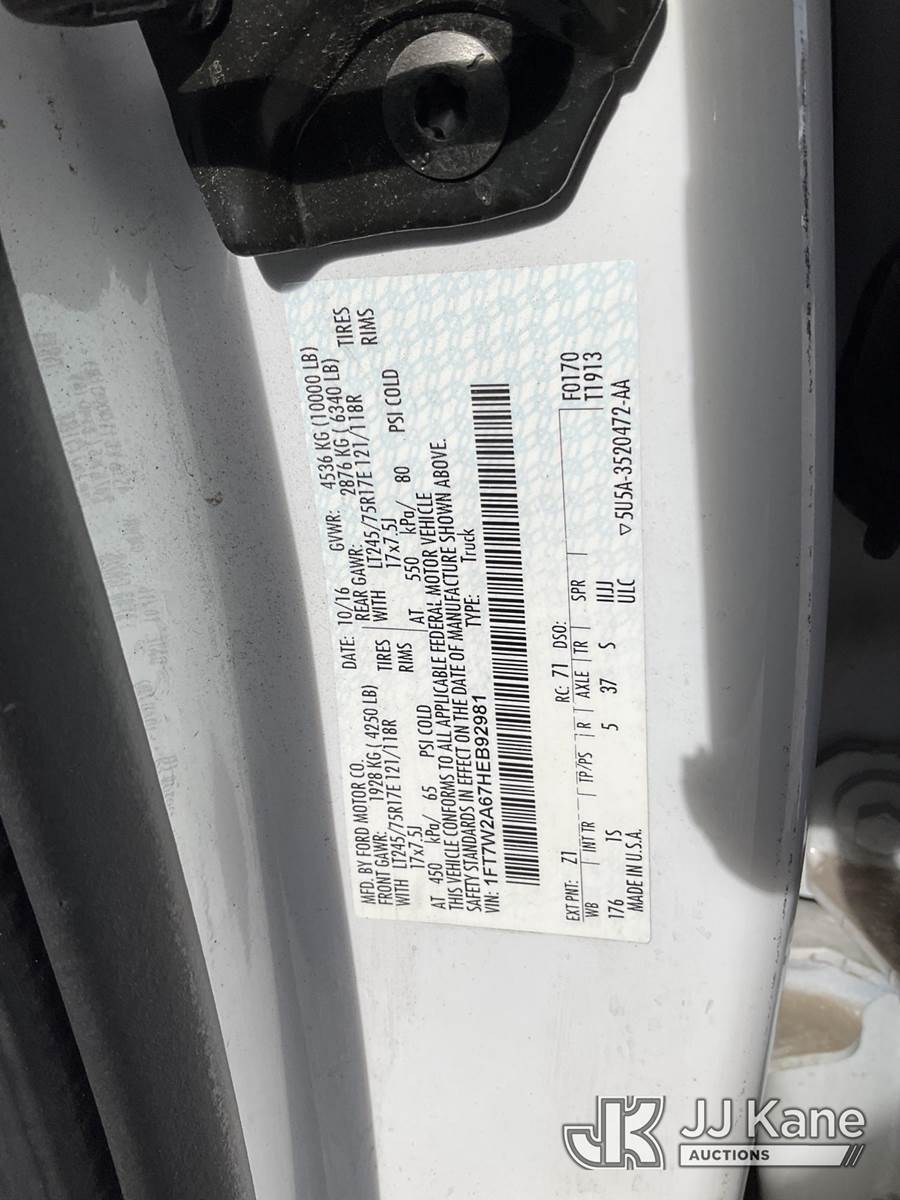 MFD. BY FORD MOTOR CO.
DATE: 10/16 GVWR: 4536 KG (10000 LB)
FRONT GAWR: 1928 KG ( 4250 LB)
REAR GAWR: 2876 KG ( 6340 LB)
WITH LT245/75R17E 121/118R TIRES
17x7.5J RIMS
WITH LT245/75R17E 121/118R TIRES
17x7.5J RIMS
AT 450 kPa/ 65 PSI COLD
AT 550 kPa/ 80 PSI COLD
THIS VEHICLE CONFORMS TO ALL APPLICABLE FEDERAL MOTOR VEHICLE
SAFETY STANDARDS IN EFFECT ON THE DATE OF MANUFACTURE SHOWN ABOVE.
VIN: 1FT7W2A67HEB92981 TYPE: Truck
EXT PNT: Z1 RC: 71 DSO: F0170
WB INT TR TP/PS R AXLE TR SPR T1913
176 TS 5 37 S IIJJ
MADE IN U.S.A. ULC ▽5U5A-3520472-AA
JK JJ Kane
AUCTIONS